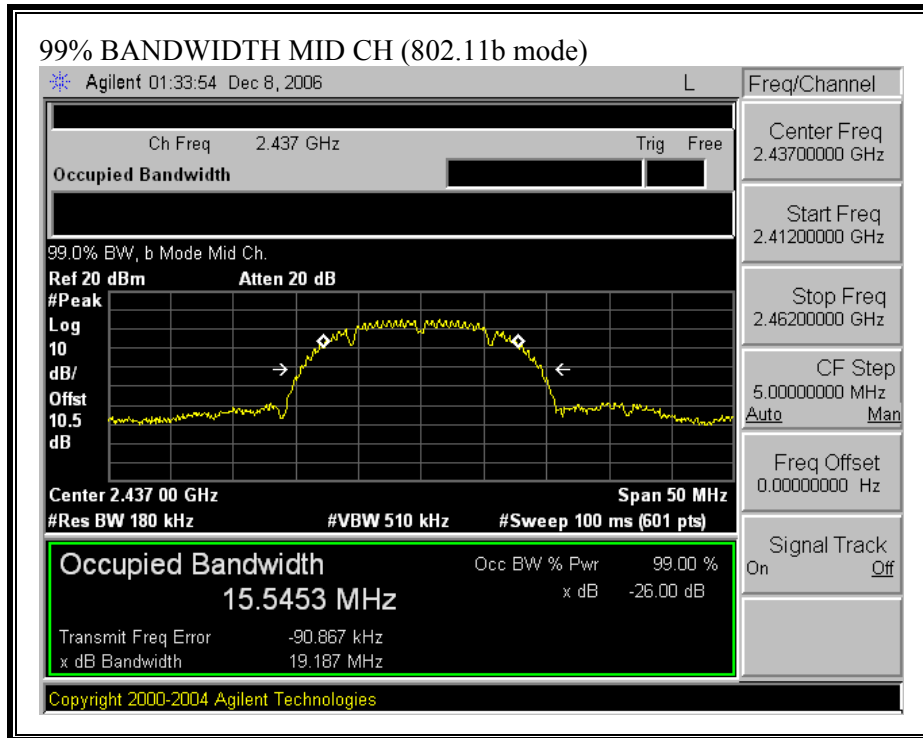 99% BANDWIDTH MID CH (802.11b mode)
Agilent 01:33:54 Dec 8, 2006 L
Freq/Channel
Ch Freq 2.437 GHz Trig Free
Occupied Bandwidth
99.0% BW, b Mode Mid Ch.
Ref 20 dBm Atten 20 dB
#Peak
Log
10
dB/
Offst
10.5
dB
Center 2.437 00 GHz Span 50 MHz
#Res BW 180 kHz #VBW 510 kHz #Sweep 100 ms (601 pts)
Occupied Bandwidth
15.5453 MHz
Occ BW % Pwr 99.00 %
x dB -26.00 dB
Transmit Freq Error -90.867 kHz
x dB Bandwidth 19.187 MHz
Copyright 2000-2004 Agilent Technologies
Center Freq
2.43700000 GHz
Start Freq
2.41200000 GHz
Stop Freq
2.46200000 GHz
CF Step
5.00000000 MHz
Auto Man
Freq Offset
0.00000000 Hz
Signal Track
On Off